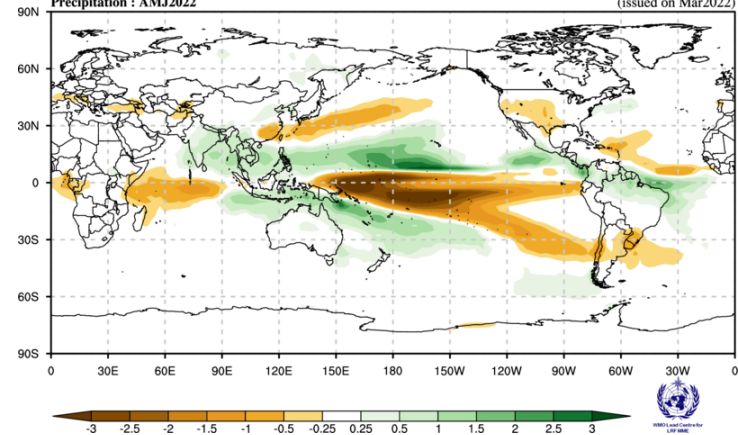 Precipitation : AMJ2022
(issued on Mar2022)
90N
60N
30N
0
30S
60S
90S
0 30E 60E 90E 120E 150E 180 150W 120W 90W 60W 30W 0
-3 -2.5 -2 -1.5 -1 -0.5 -0.25 0.25 0.5 1 1.5 2 2.5 3
WMO Lead Centre for
LRF MME